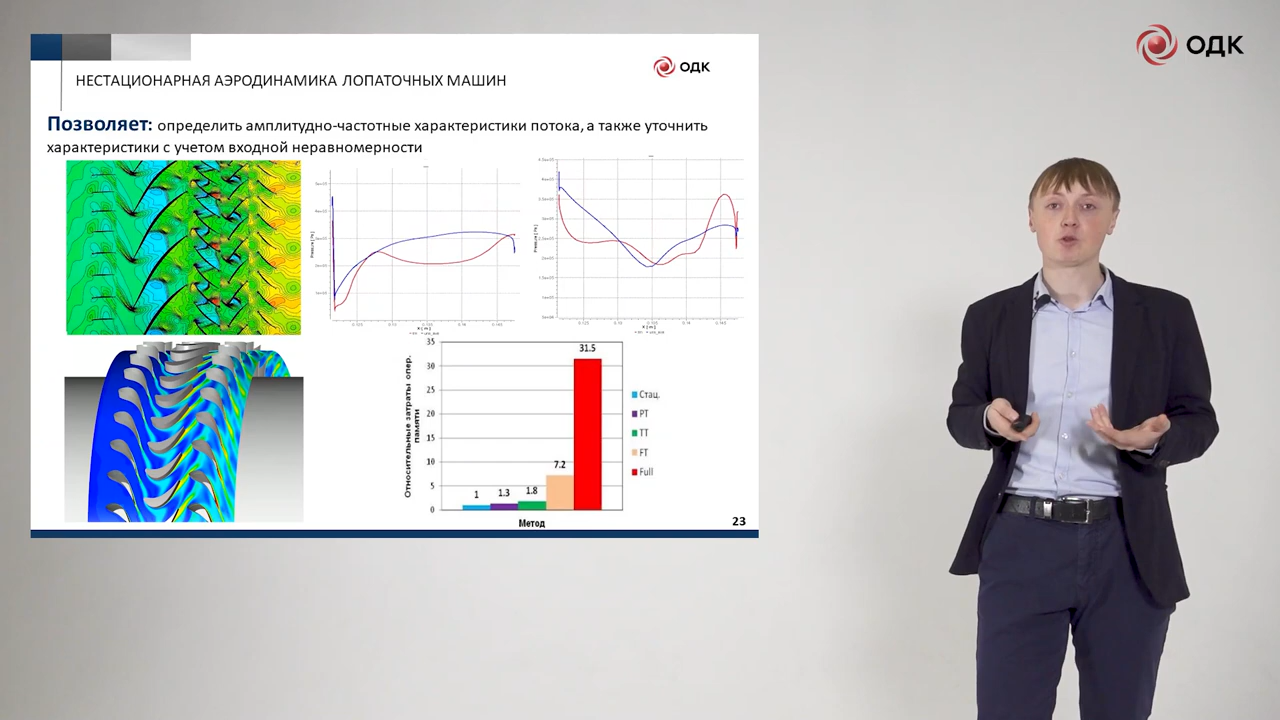 ОДК
ОДК
НЕСТАЦИОНАРНАЯ АЭРОДИНАМИКА ЛОПАТОЧНЫХ МАШИН
Позволяет: определить амплитудно-частотные характеристики потока, а также уточнить
характеристики с учетом входной неравномерности
Относительные затраты опер.
памяти
35
30
25
20
15
10
5
0
1
1.3
1.8
7.2
31.5
Стац.
PT
TT
FT
Full
Метод
23